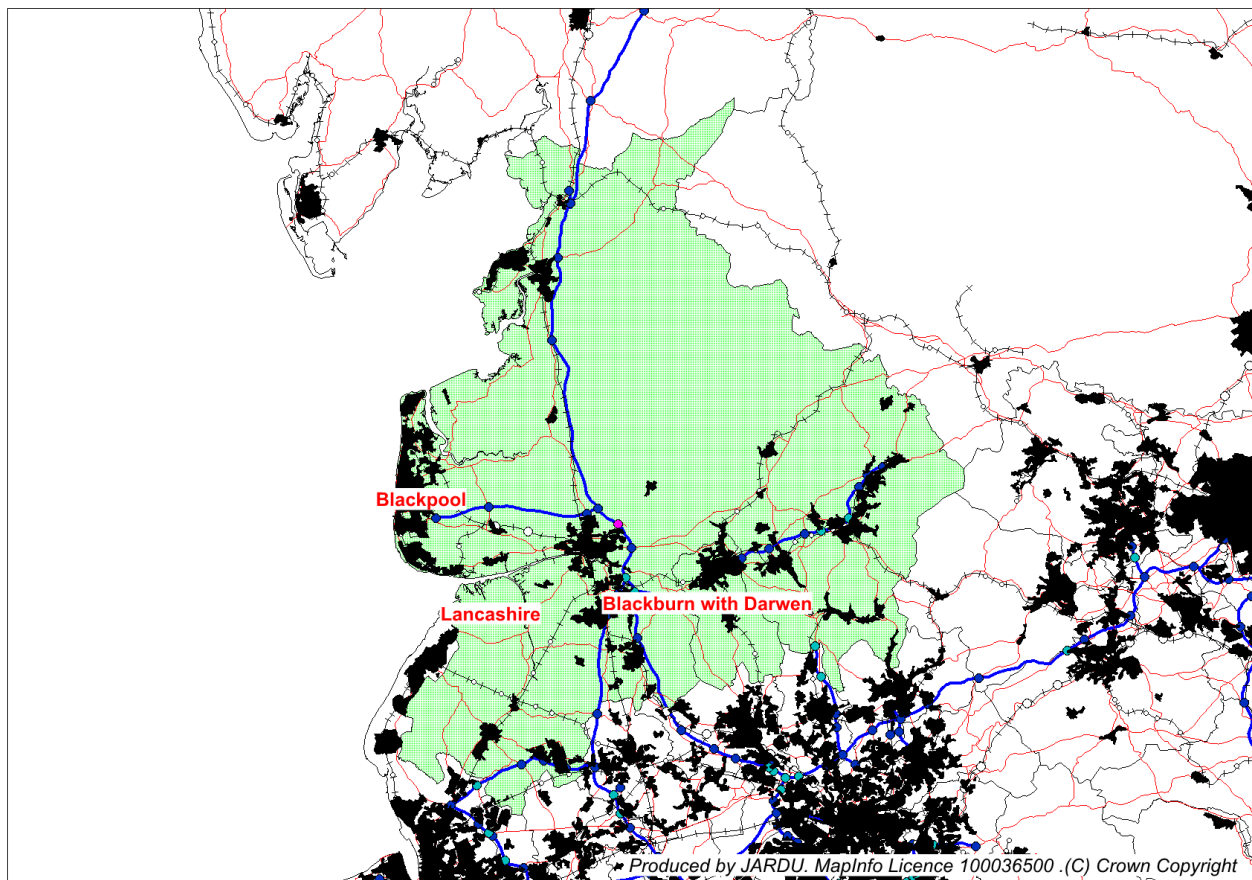 Blackpool
Blackburn with Darwen
Lancashire
Produced by JARDU. MapInfo Licence 100036500 .(C) Crown Copyright